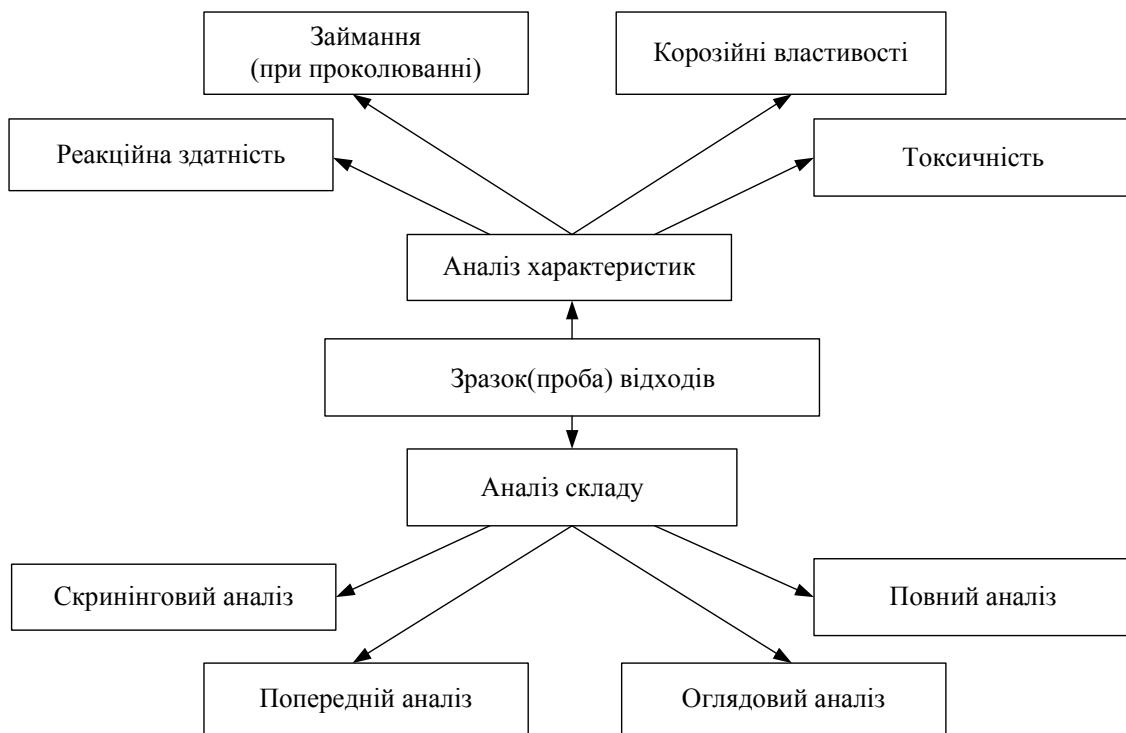 Займання
(при проколюванні)
Корозійні властивості
Реакційна здатність
Токсичність
Аналіз характеристик
Зразок(проба) відходів
Аналіз складу
Скринінговий аналіз
Повний аналіз
Попередній аналіз
Оглядовий аналіз